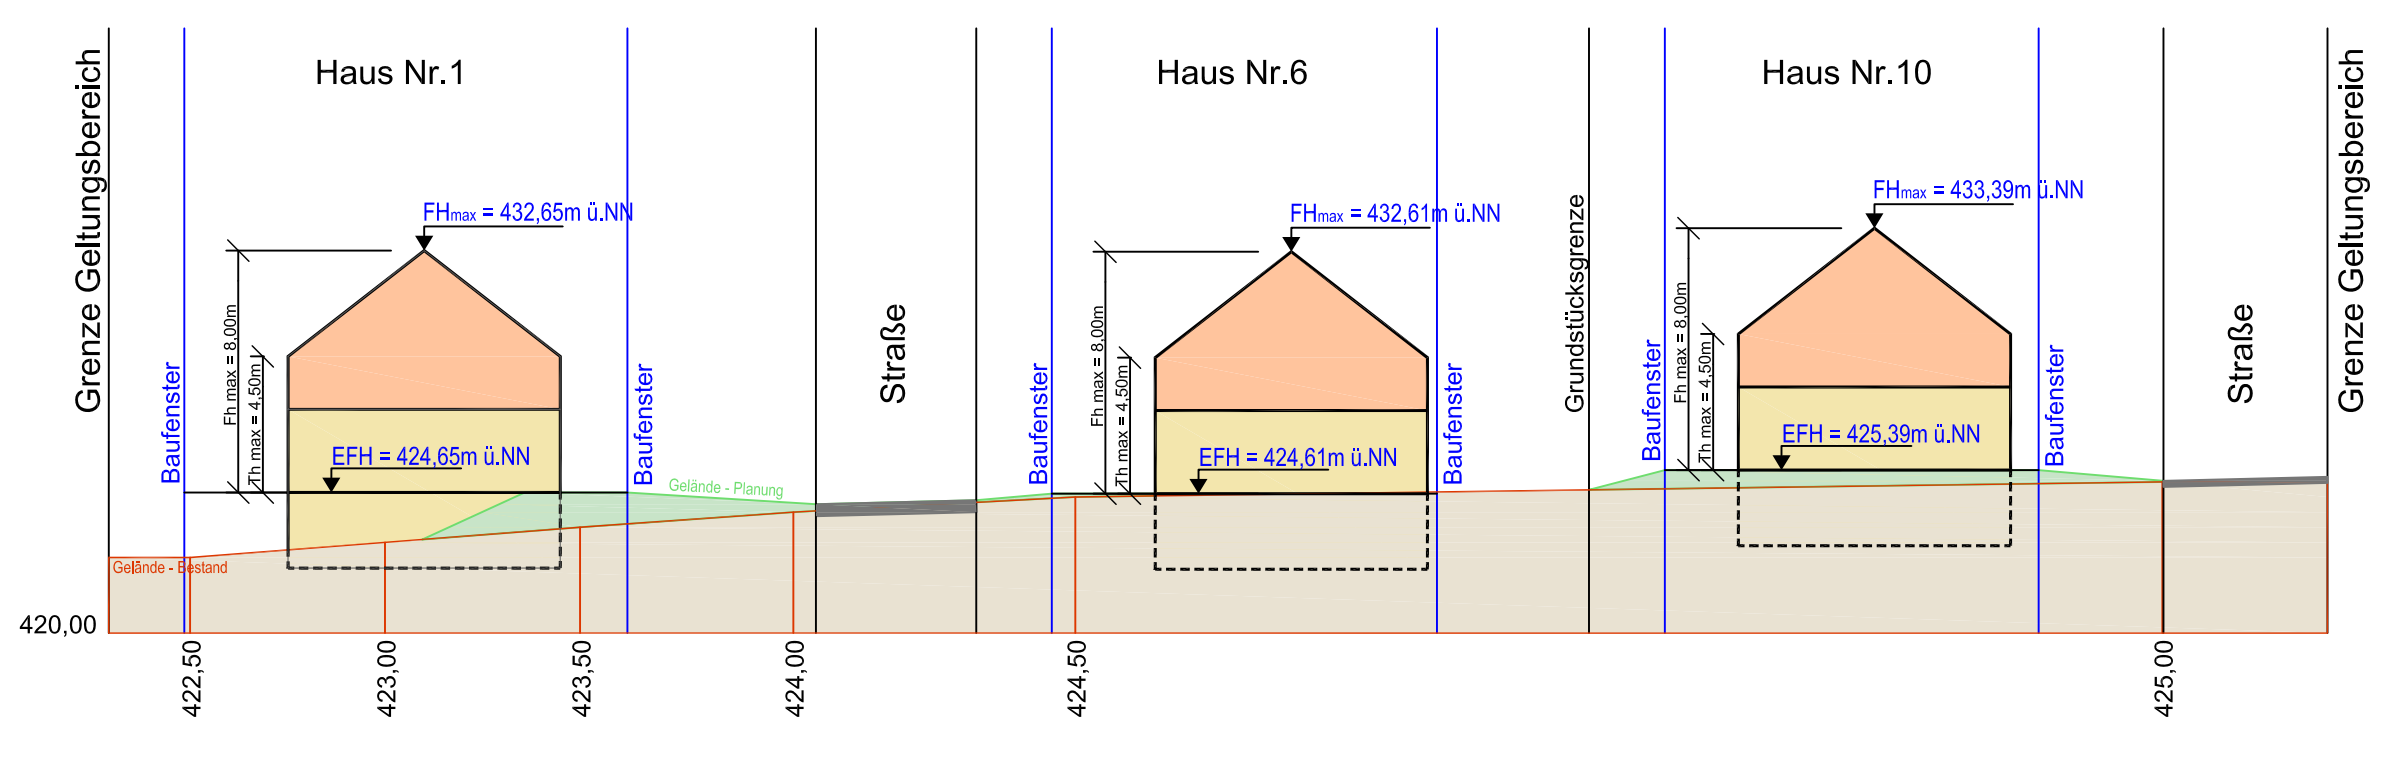 Haus Nr.1
Haus Nr.6
Haus Nr.10
Grenze Geltungsbereich
Baufenster
FHmax = 432,65m ü.NN
Fh max = 8,00m
Th max = 4,50m
EFH = 424,65m ü.NN
Baufenster
Gelände - Planung
Gelände - Bestand
Straße
Baufenster
FHmax = 432,61m ü.NN
Fh max = 8,00m
Th max = 4,50m
EFH = 424,61m ü.NN
Baufenster
Grundstücksgrenze
Baufenster
FHmax = 433,39m ü.NN
Fh max = 8,00m
Th max = 4,50m
EFH = 425,39m ü.NN
Baufenster
Straße
Grenze Geltungsbereich
420,00
422,50
423,00
423,50
424,00
424,50
425,00